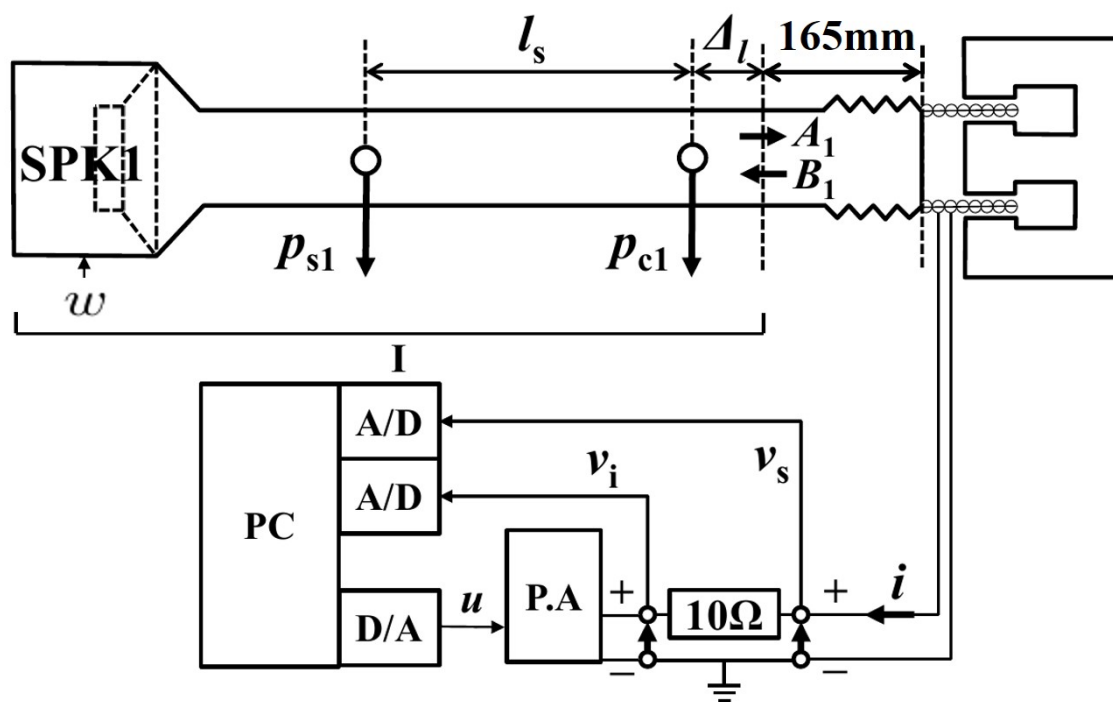 l_s
Δ_l
165mm
SPK1
A_1
B_1
p_s1
p_c1
w
I
PC
A/D
A/D
D/A
v_i
v_s
u
P.A
+
10Ω
+
i
−
−